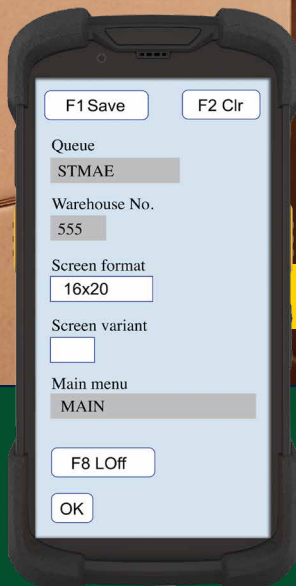 F1 Save F2 Clr
Queue
STMAE
Warehouse No.
555
Screen format
16x20
Screen variant
Main menu
MAIN
F8 LOff
OK